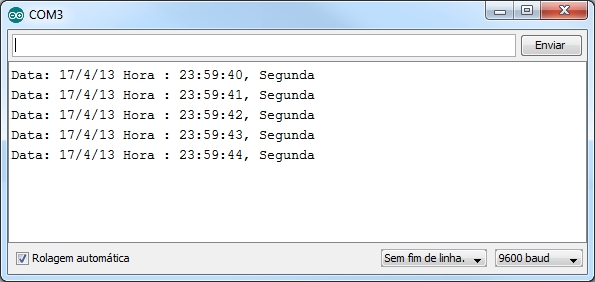 COM3
Enviar
Data: 17/4/13 Hora : 23:59:40, Segunda
Data: 17/4/13 Hora : 23:59:41, Segunda
Data: 17/4/13 Hora : 23:59:42, Segunda
Data: 17/4/13 Hora : 23:59:43, Segunda
Data: 17/4/13 Hora : 23:59:44, Segunda
Rolagem automática Sem fim de linha. 9600 baud